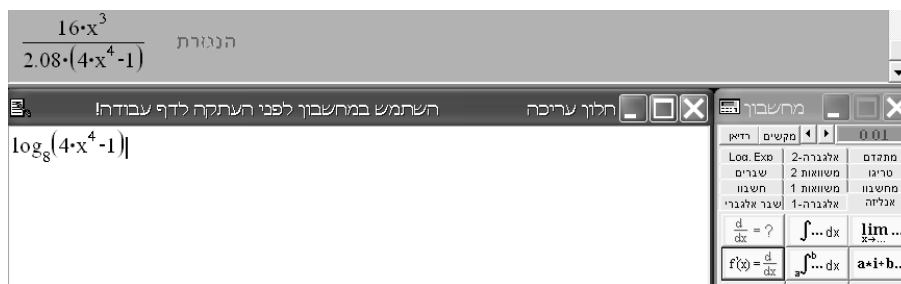 16·x³
2.08·(4·x⁴-1)
הנגזרת
חלון עריכה השתמש במחשבון לפני העתקה לדף עבודה!
log₈(4·x⁴-1)
מחשבון
רדיאן מקשים 0.01
Log. Exp אלגברה-2 מתקדם
שברים משוואות 2 טריגו
חשבון משוואות 1 מחשבון
שבר אלגברי אלגברה-1 אנליזה
d/dx = ? ∫... dx lim x→... ...
f'(x) = d/dx a∫b... dx a*i+b..